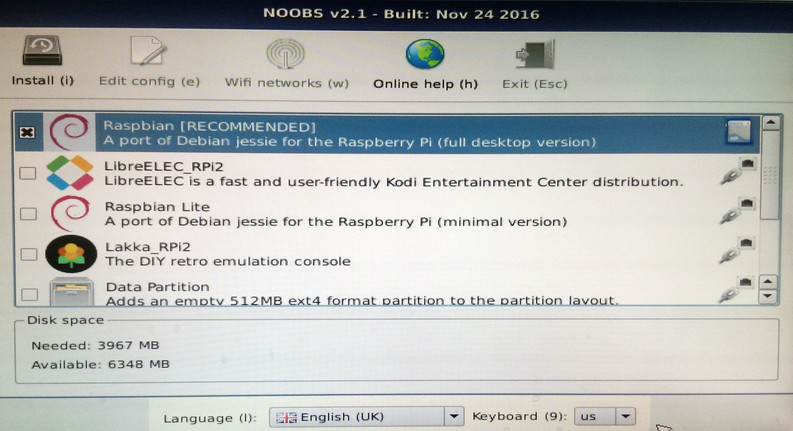 NOOBS v2.1 - Built: Nov 24 2016
Install (i) Edit config (e) Wifi networks (w) Online help (h) Exit (Esc)
Raspbian [RECOMMENDED]
A port of Debian jessie for the Raspberry Pi (full desktop version)
LibreELEC_RPi2
LibreELEC is a fast and user-friendly Kodi Entertainment Center distribution.
Raspbian Lite
A port of Debian jessie for the Raspberry Pi (minimal version)
Lakka_RPi2
The DIY retro emulation console
Data Partition
Adds an empty 512MB ext4 format partition to the partition layout.
Disk space
Needed: 3967 MB
Available: 6348 MB
Language (l): English (UK) Keyboard (9): us